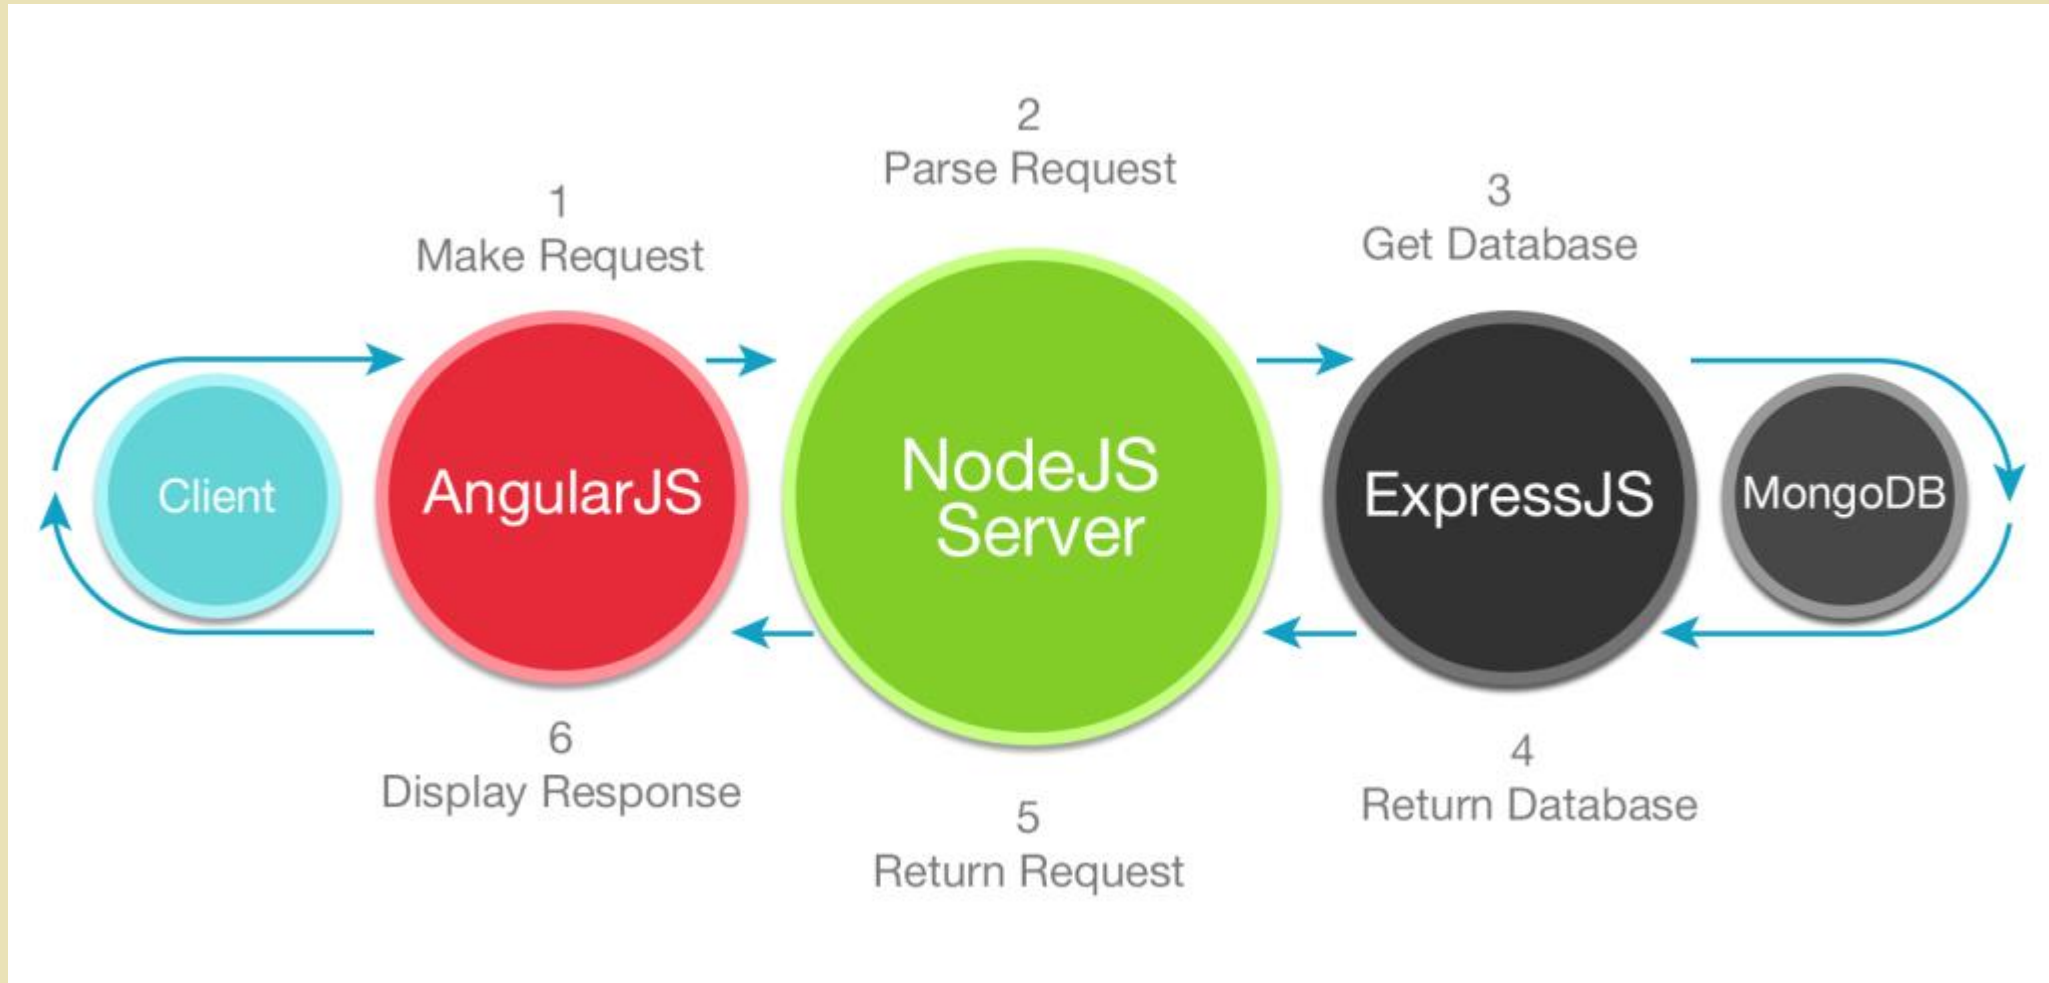 2
Parse Request
1
Make Request
3
Get Database
Client
AngularJS
NodeJS
Server
ExpressJS
MongoDB
6
Display Response
5
Return Request
4
Return Database